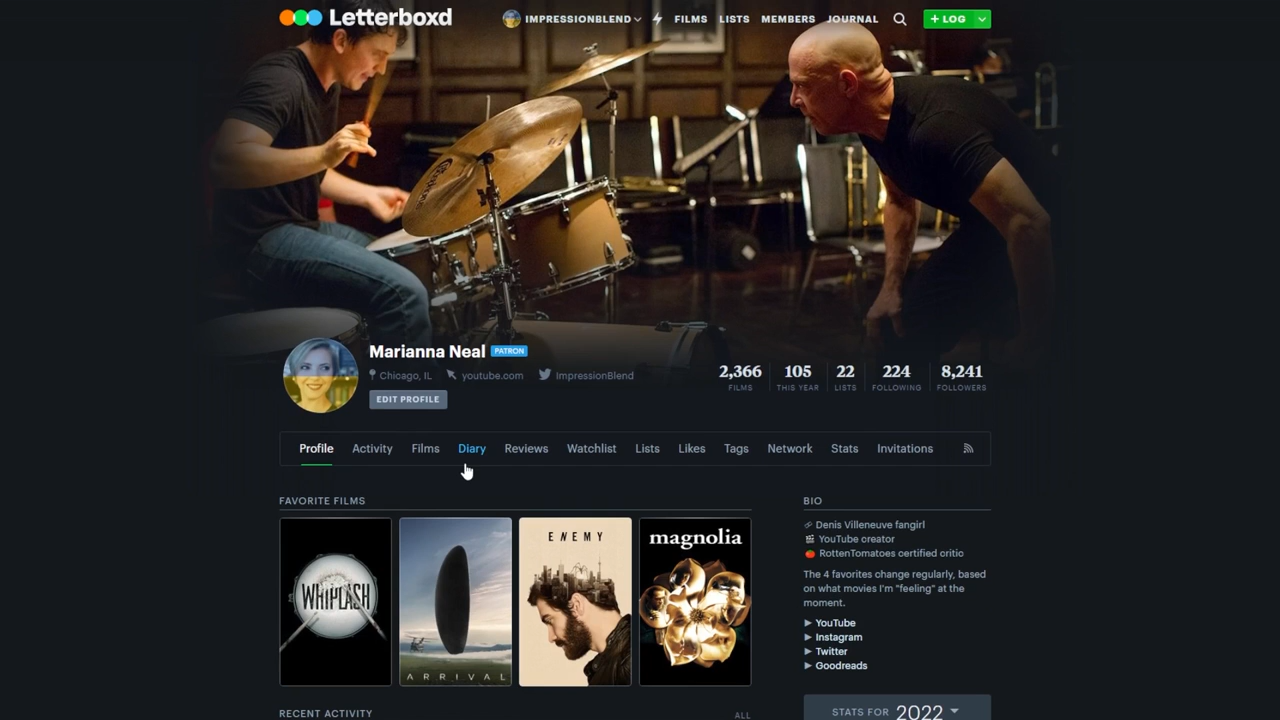 Letterboxd
IMPRESSIONBLEND FILMS LISTS MEMBERS JOURNAL + LOG
Marianna Neal PATRON
Chicago, IL youtube.com ImpressionBlend
EDIT PROFILE
2,366 105 22 224 8,241
FILMS THIS YEAR LISTS FOLLOWING FOLLOWERS
Profile Activity Films Diary Reviews Watchlist Lists Likes Tags Network Stats Invitations
FAVORITE FILMS
WHIPLASH
ARRIVAL
ENEMY
magnolia
BIO
Denis Villeneuve fangirl
YouTube creator
RottenTomatoes certified critic
The 4 favorites change regularly, based
on what movies I'm "feeling" at the
moment.
▶ YouTube
▶ Instagram
▶ Twitter
▶ Goodreads
RECENT ACTIVITY ALL
STATS FOR 2022